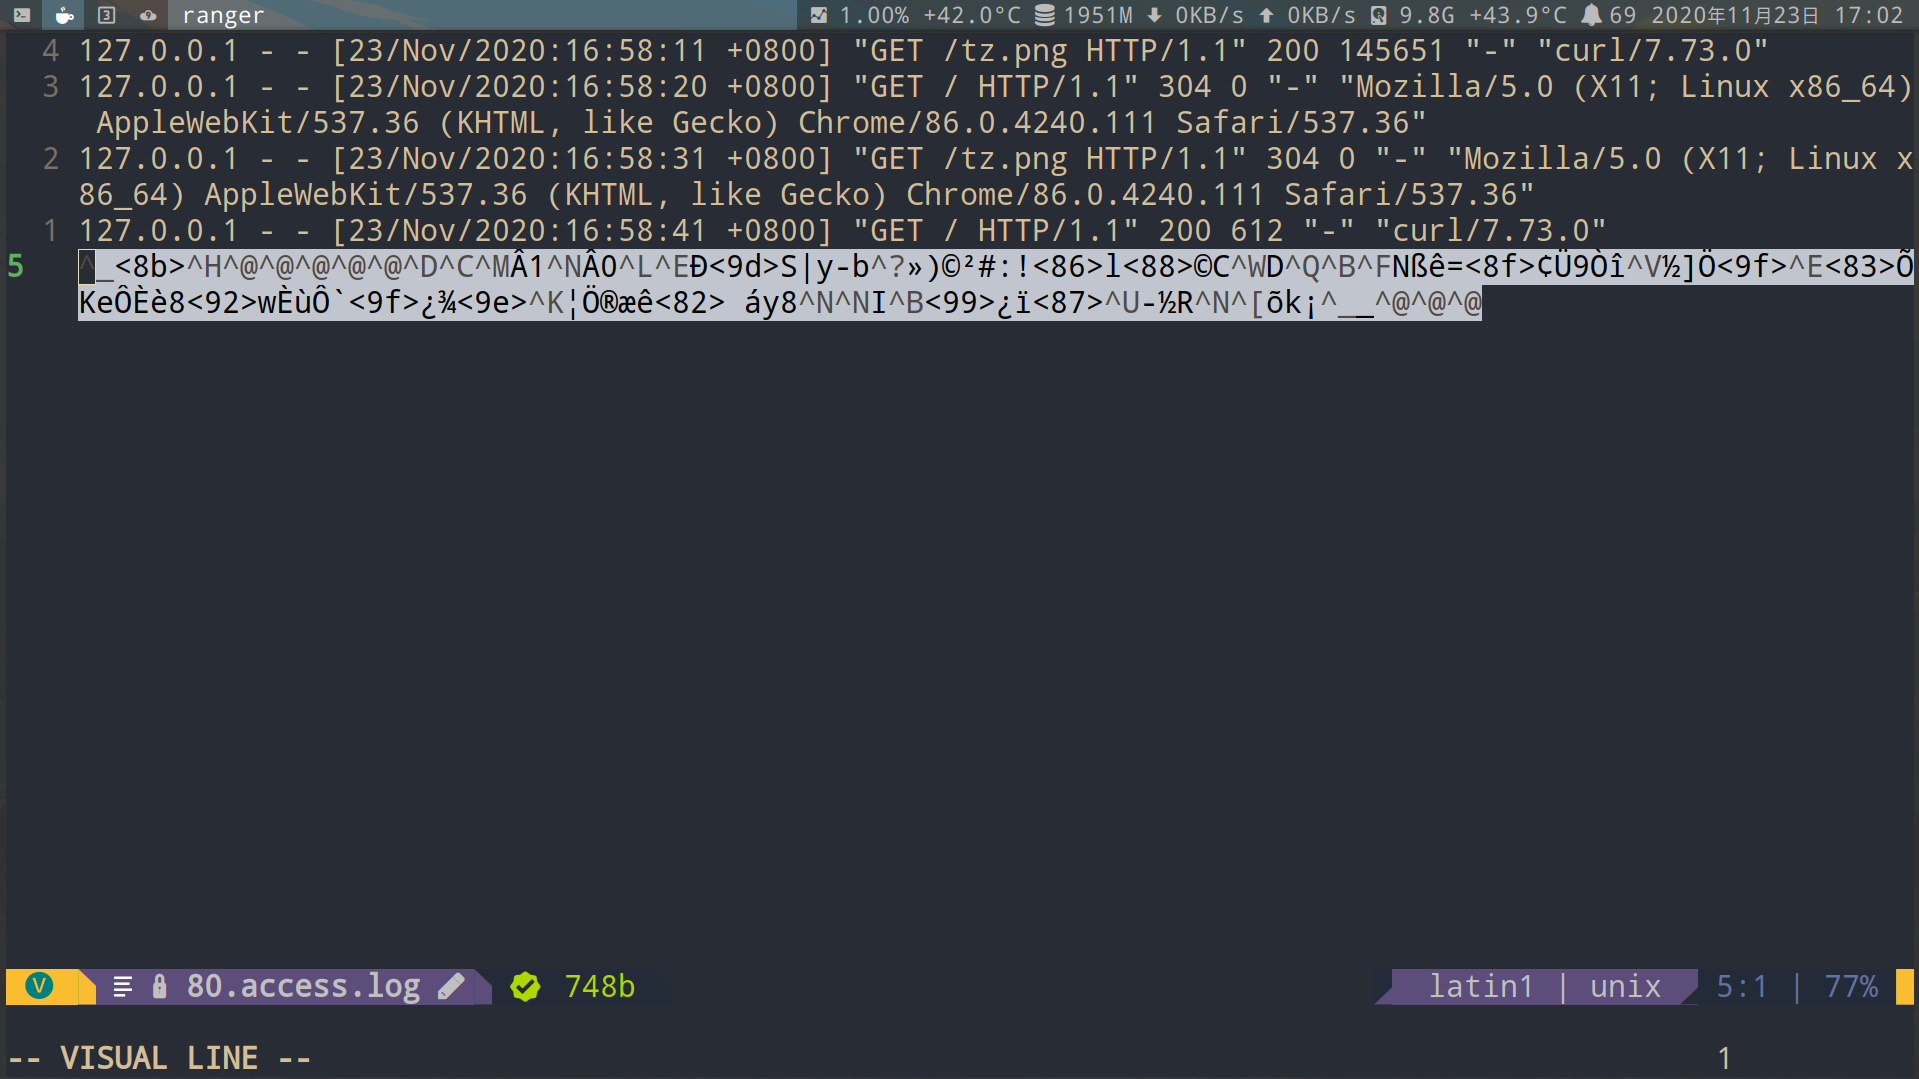 ranger 1.00% +42.0°C 1951M 0KB/s 0KB/s 9.8G +43.9°C 69 2020年11月23日 17:02
4 127.0.0.1 - - [23/Nov/2020:16:58:11 +0800] "GET /tz.png HTTP/1.1" 200 145651 "-" "curl/7.73.0"
3 127.0.0.1 - - [23/Nov/2020:16:58:20 +0800] "GET / HTTP/1.1" 304 0 "-" "Mozilla/5.0 (X11; Linux x86_64)
AppleWebKit/537.36 (KHTML, like Gecko) Chrome/86.0.4240.111 Safari/537.36"
2 127.0.0.1 - - [23/Nov/2020:16:58:31 +0800] "GET /tz.png HTTP/1.1" 304 0 "-" "Mozilla/5.0 (X11; Linux x
86_64) AppleWebKit/537.36 (KHTML, like Gecko) Chrome/86.0.4240.111 Safari/537.36"
1 127.0.0.1 - - [23/Nov/2020:16:58:41 +0800] "GET / HTTP/1.1" 200 612 "-" "curl/7.73.0"
5 ^_<8b>^H^@^@^@^@^@^D^C^MÂ1^NÂ0^L^EÐ<9d>S|y-b^?»)©²#:!<86>l<88>©C^WD^Q^B^FNßê=<8f>¢Ü9Òî^V½]Ö<9f>^E<83>Õ
KeÔÈè8<92>wÈùÔ`<9f>¿¾<9e>^K¦Ö®æê<82> áy8^N^NI^B<99>¿ï<87>^U-½R^N^[õk¡^__^@^@^@
V 80.access.log 748b latin1 | unix 5:1 | 77%
-- VISUAL LINE -- 1